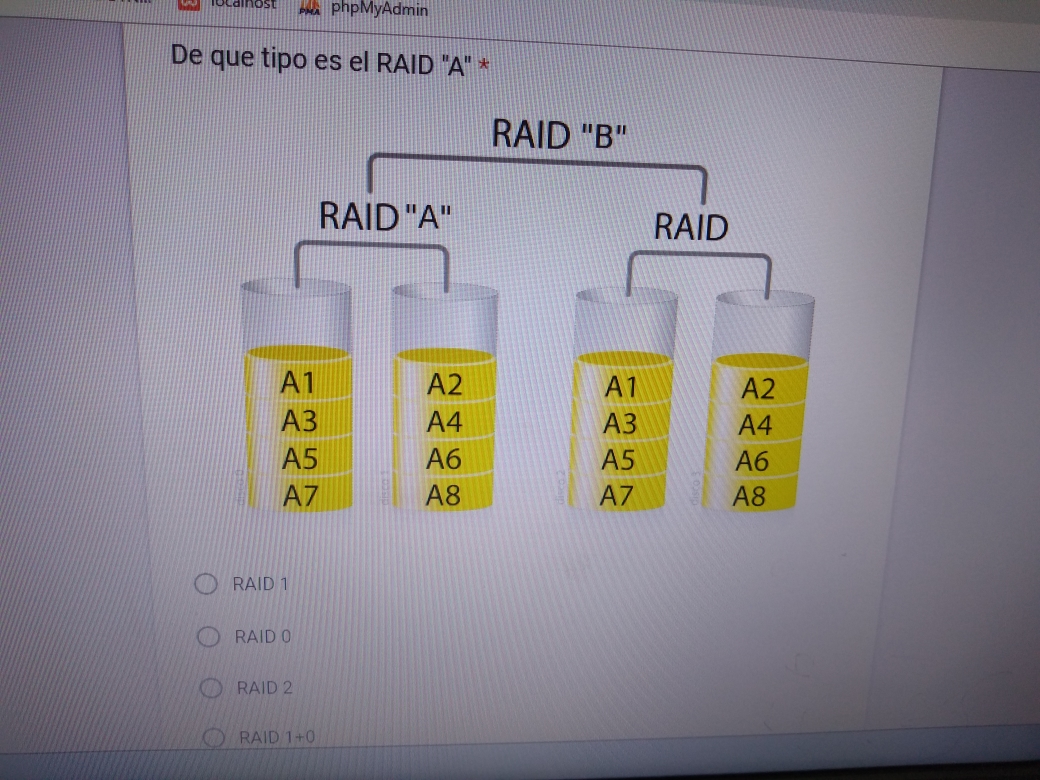 localhost phpMyAdmin
De que tipo es el RAID "A" *
RAID "B"
RAID "A" RAID
A1 A2 A1 A2
A3 A4 A3 A4
A5 A6 A5 A6
A7 A8 A7 A8
RAID 1
RAID 0
RAID 2
RAID 1+0